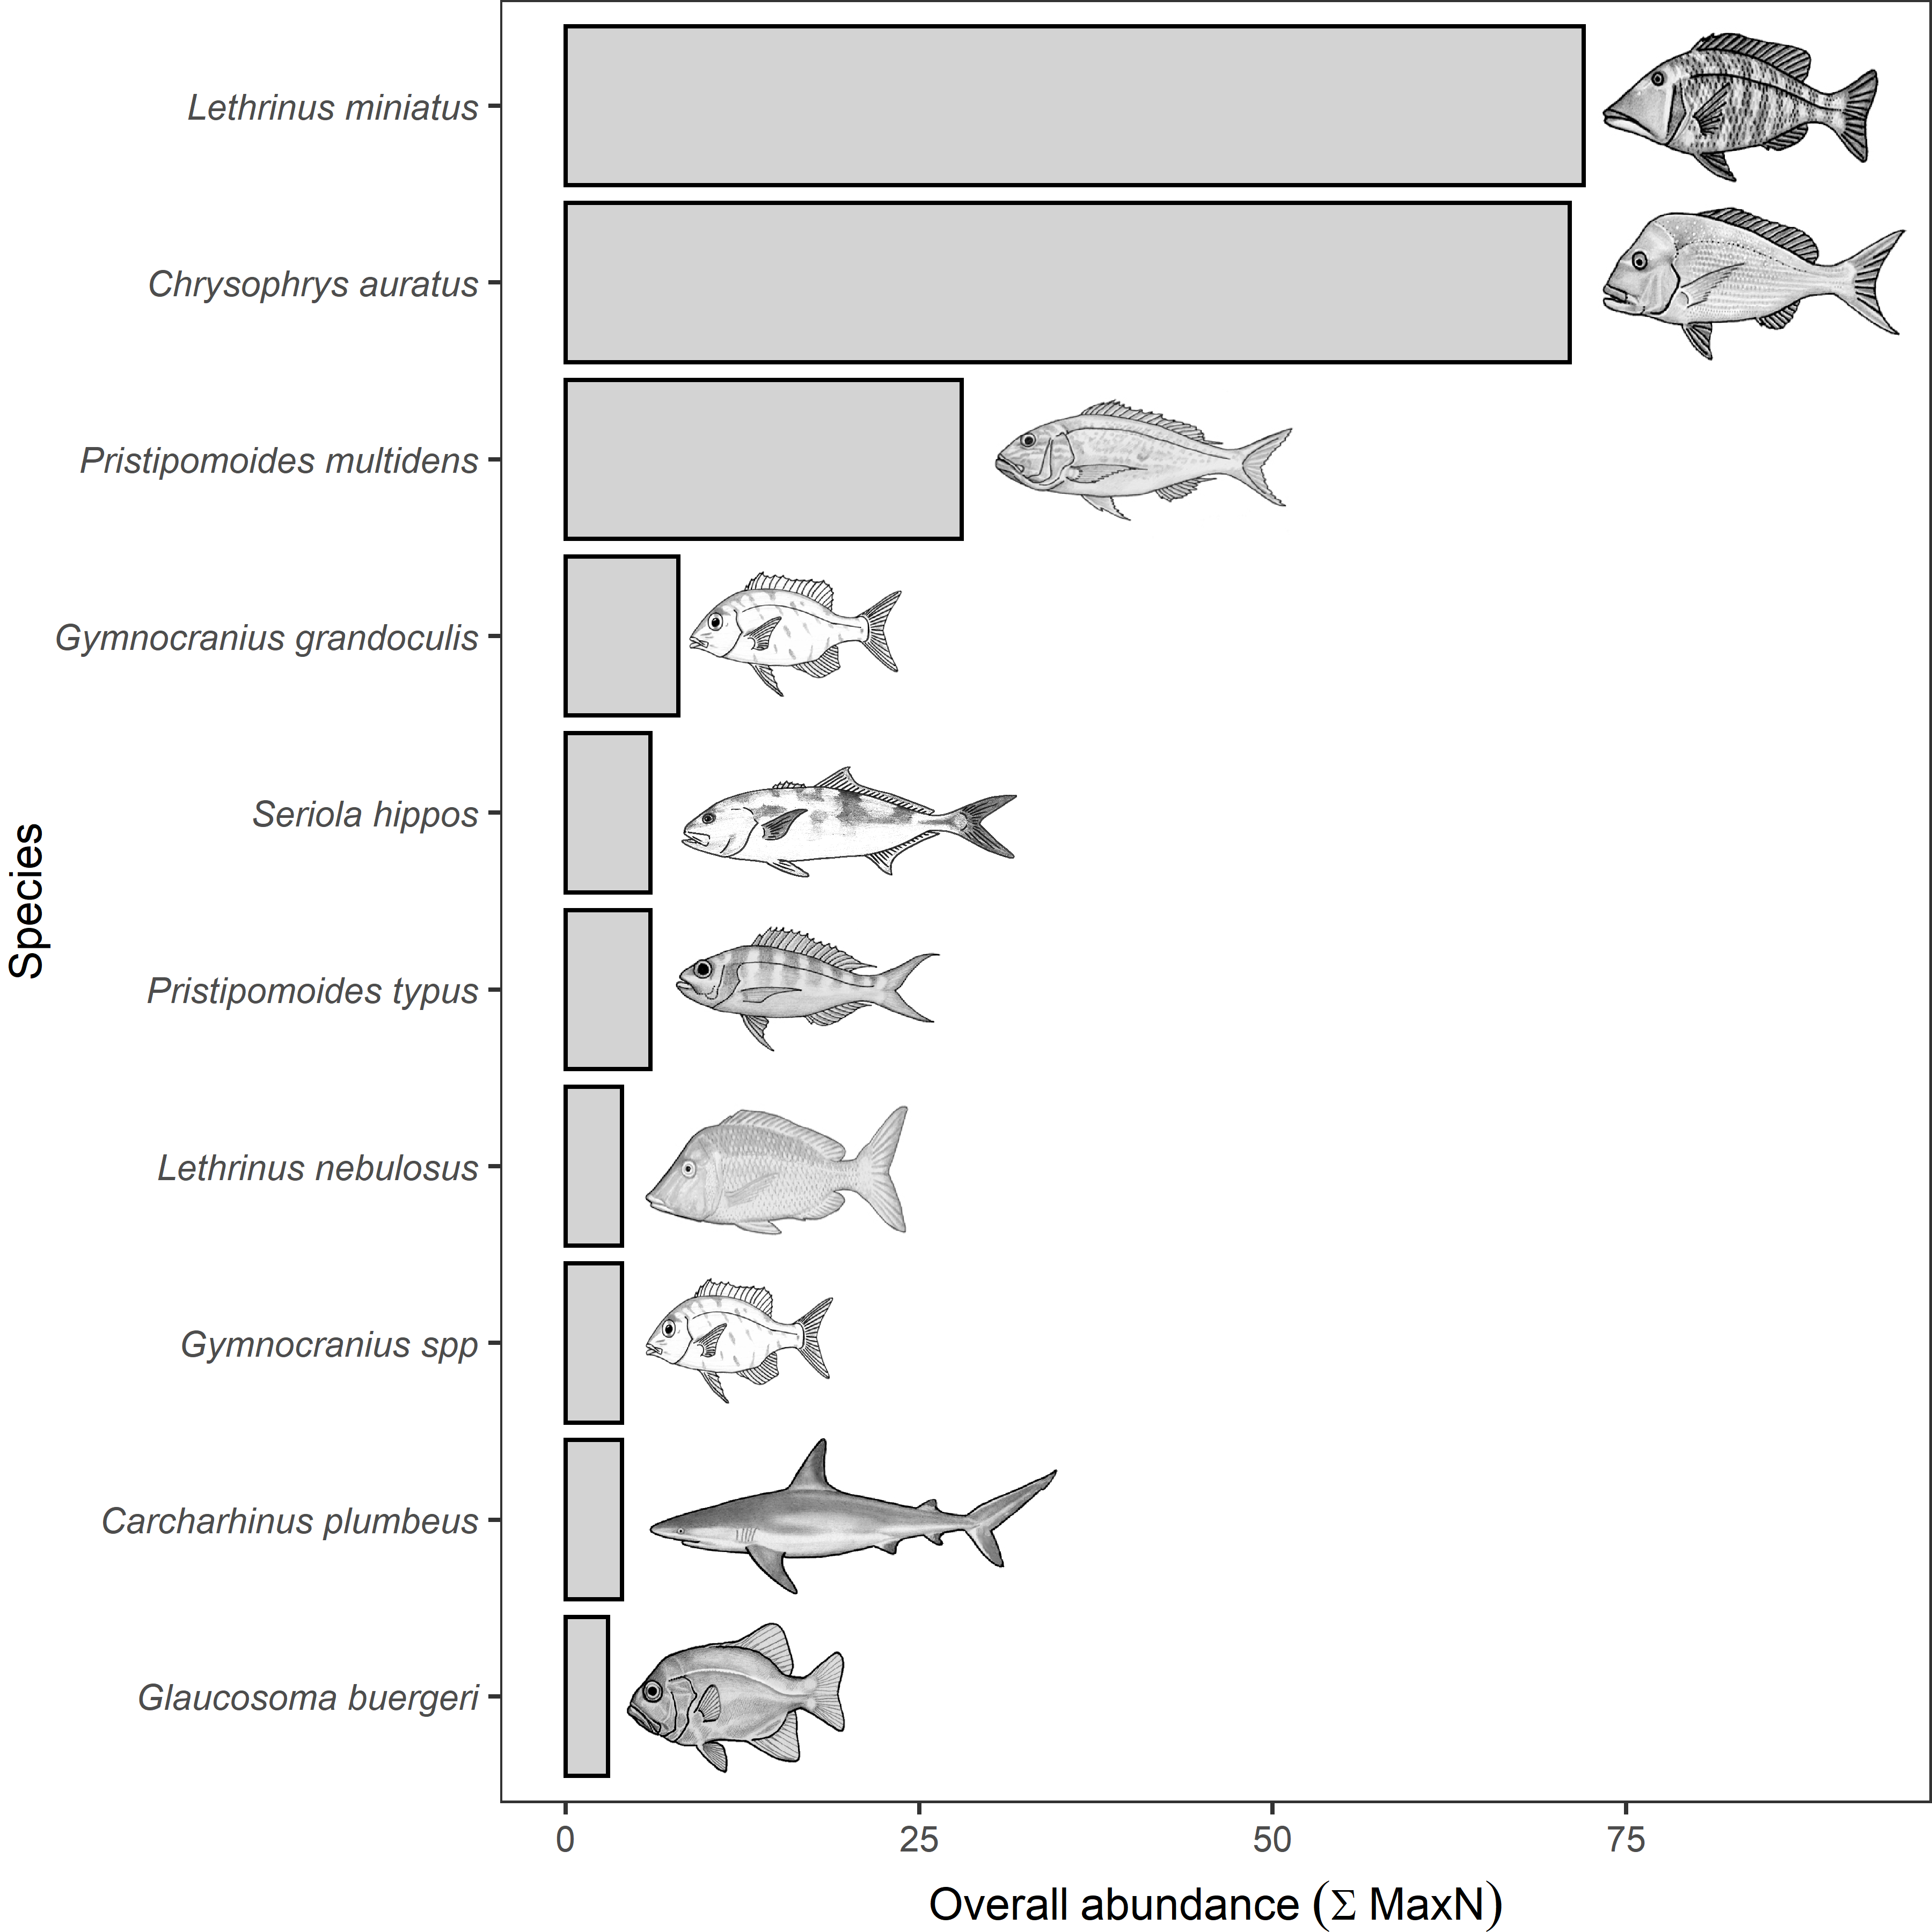 Lethrinus miniatus
Chrysophrys auratus
Pristipomoides multidens
Gymnocranius grandoculis
Seriola hippos
Pristipomoides typus
Lethrinus nebulosus
Gymnocranius spp
Carcharhinus plumbeus
Glaucosoma buergeri
Species
0 25 50 75
Overall abundance (Σ MaxN)